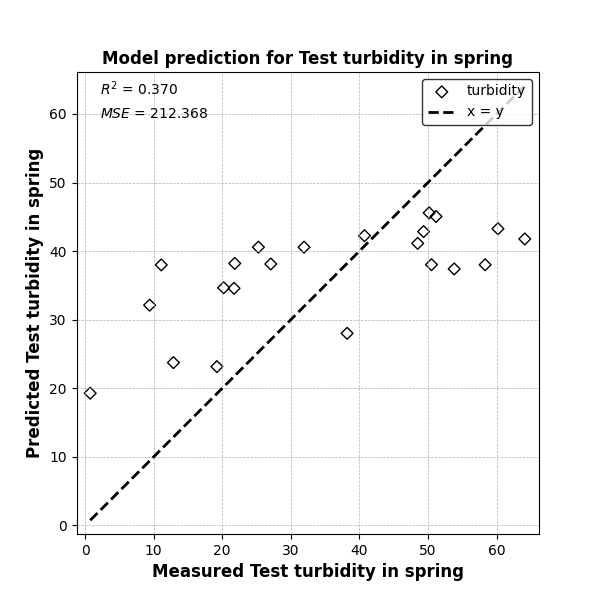 Model prediction for Test turbidity in spring
R² = 0.370
MSE = 212.368
turbidity
x = y
60
50
40
30
20
10
0
Predicted Test turbidity in spring
0 10 20 30 40 50 60
Measured Test turbidity in spring